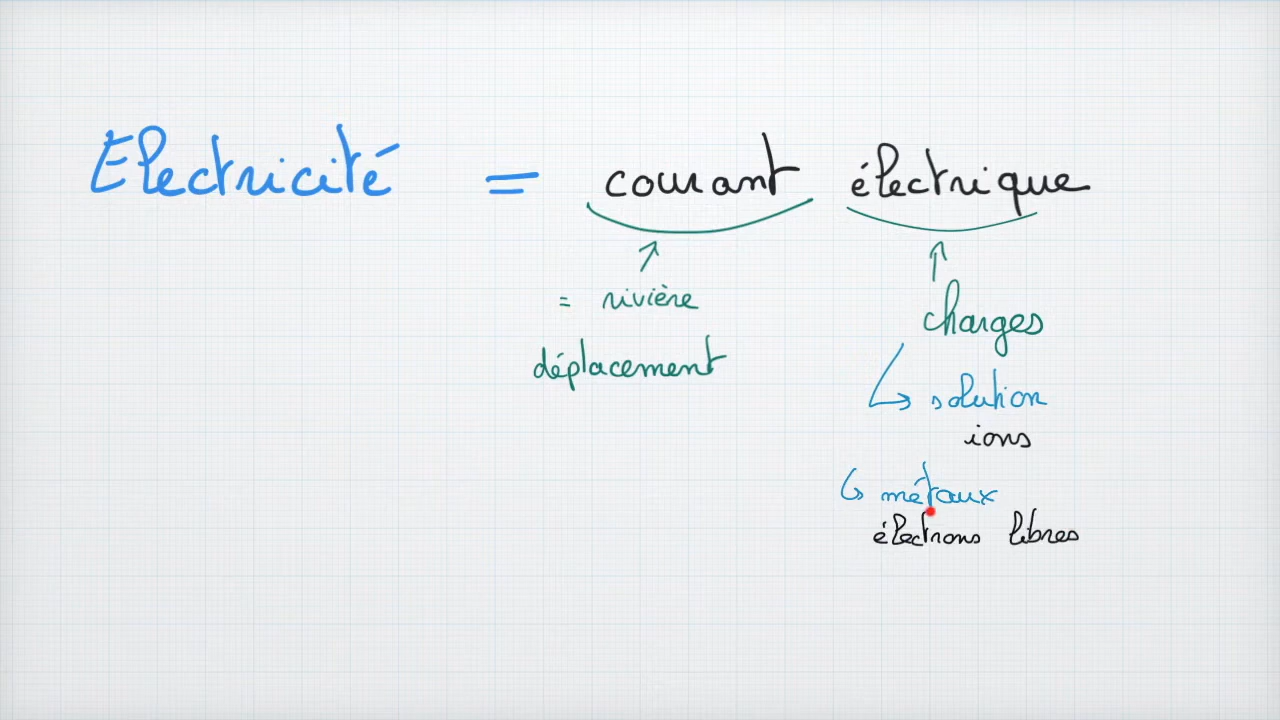 Electricité = courant électrique
= rivière
déplacement
charges
↳ solution
ions
↳ métaux
électrons libres